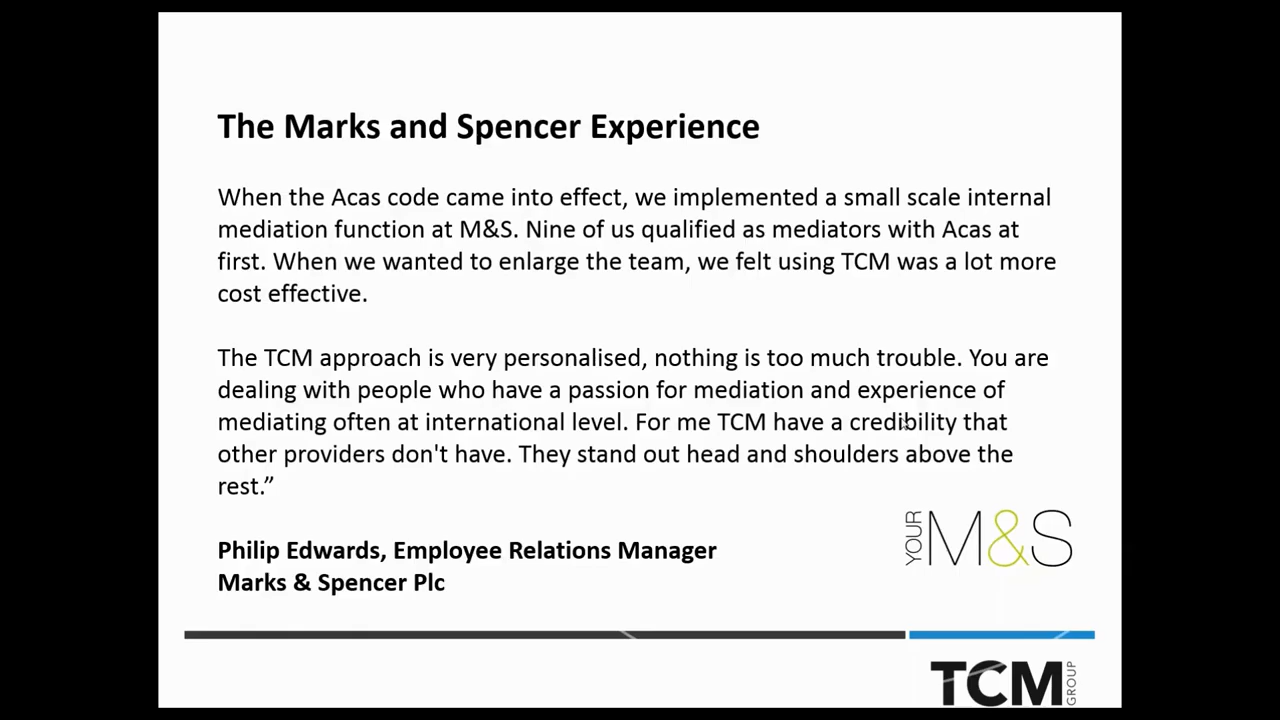 The Marks and Spencer Experience
When the Acas code came into effect, we implemented a small scale internal
mediation function at M&S. Nine of us qualified as mediators with Acas at
first. When we wanted to enlarge the team, we felt using TCM was a lot more
cost effective.
The TCM approach is very personalised, nothing is too much trouble. You are
dealing with people who have a passion for mediation and experience of
mediating often at international level. For me TCM have a credibility that
other providers don't have. They stand out head and shoulders above the
rest.”
Philip Edwards, Employee Relations Manager
Marks & Spencer Plc
YOUR M&S
TCM GROUP